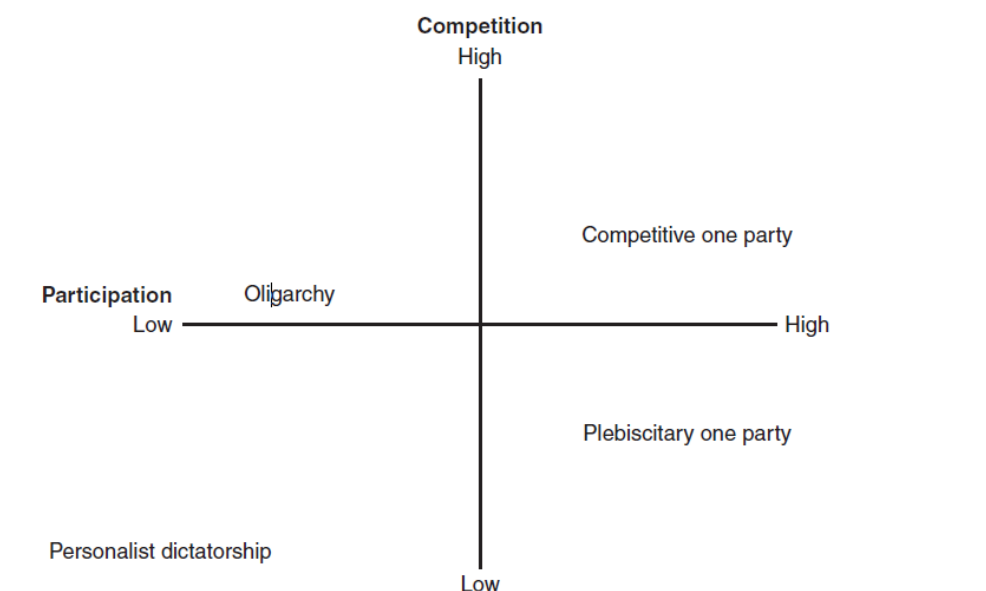 Competition
High
Competitive one party
Participation
Oligarchy
Low
High
Plebiscitary one party
Personalist dictatorship
Low